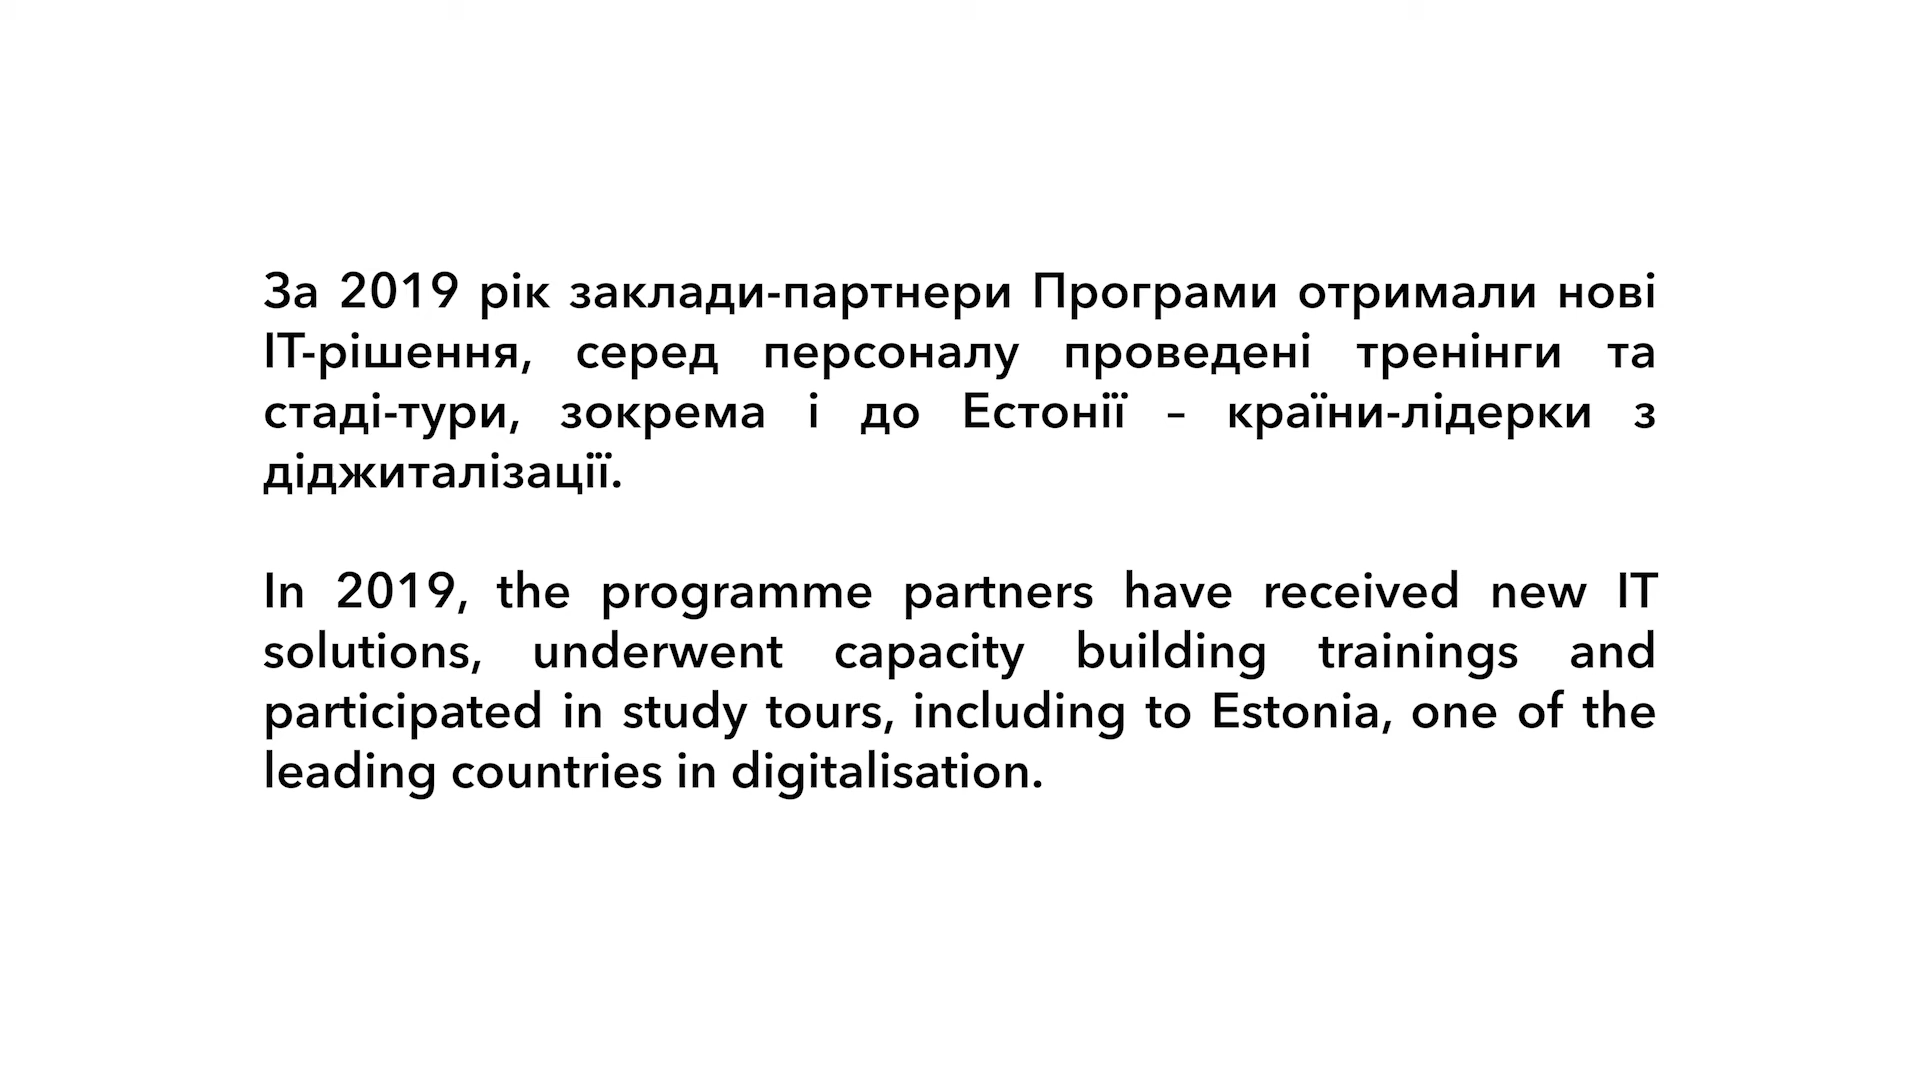 За 2019 рік заклади-партнери Програми отримали нові
ІТ-рішення, серед персоналу проведені тренінги та
стаді-тури, зокрема і до Естонії – країни-лідерки з
діджиталізації.
In 2019, the programme partners have received new IT
solutions, underwent capacity building trainings and
participated in study tours, including to Estonia, one of the
leading countries in digitalisation.